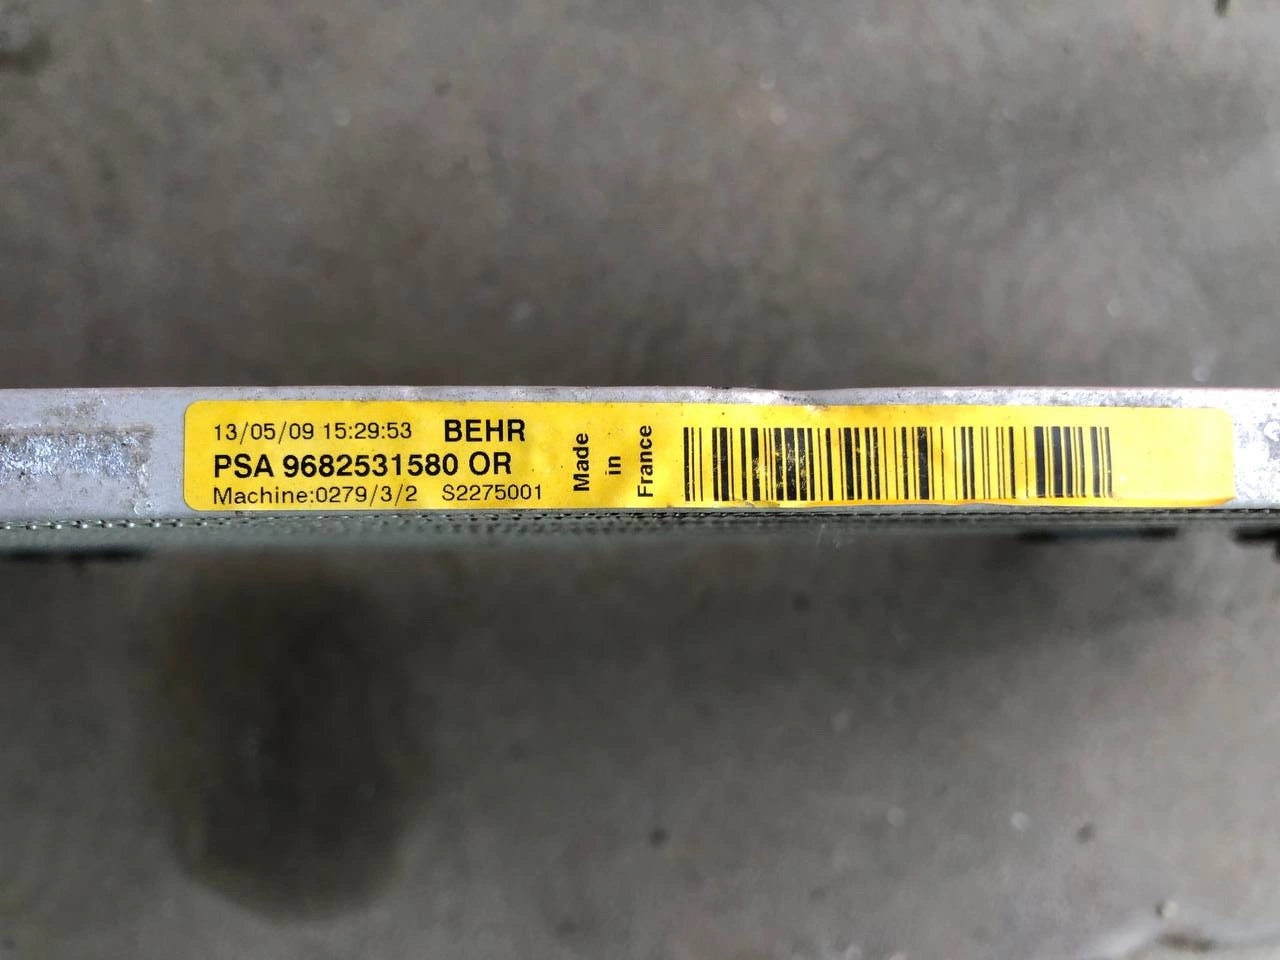 13/05/09 15:29:53 BEHR
PSA 9682531580 OR
Machine:0279/3/2 S2275001
Made
in
France